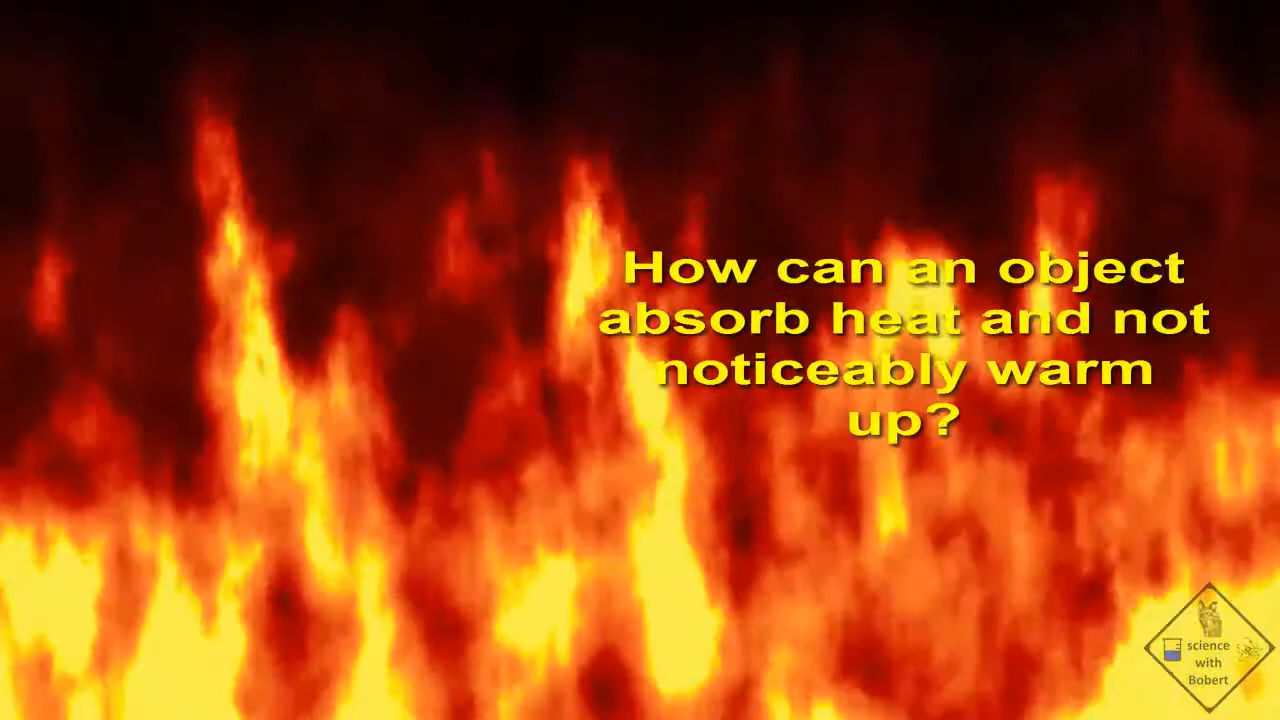 How can an object
absorb heat and not
noticeably warm
up?
science
with
Bobert